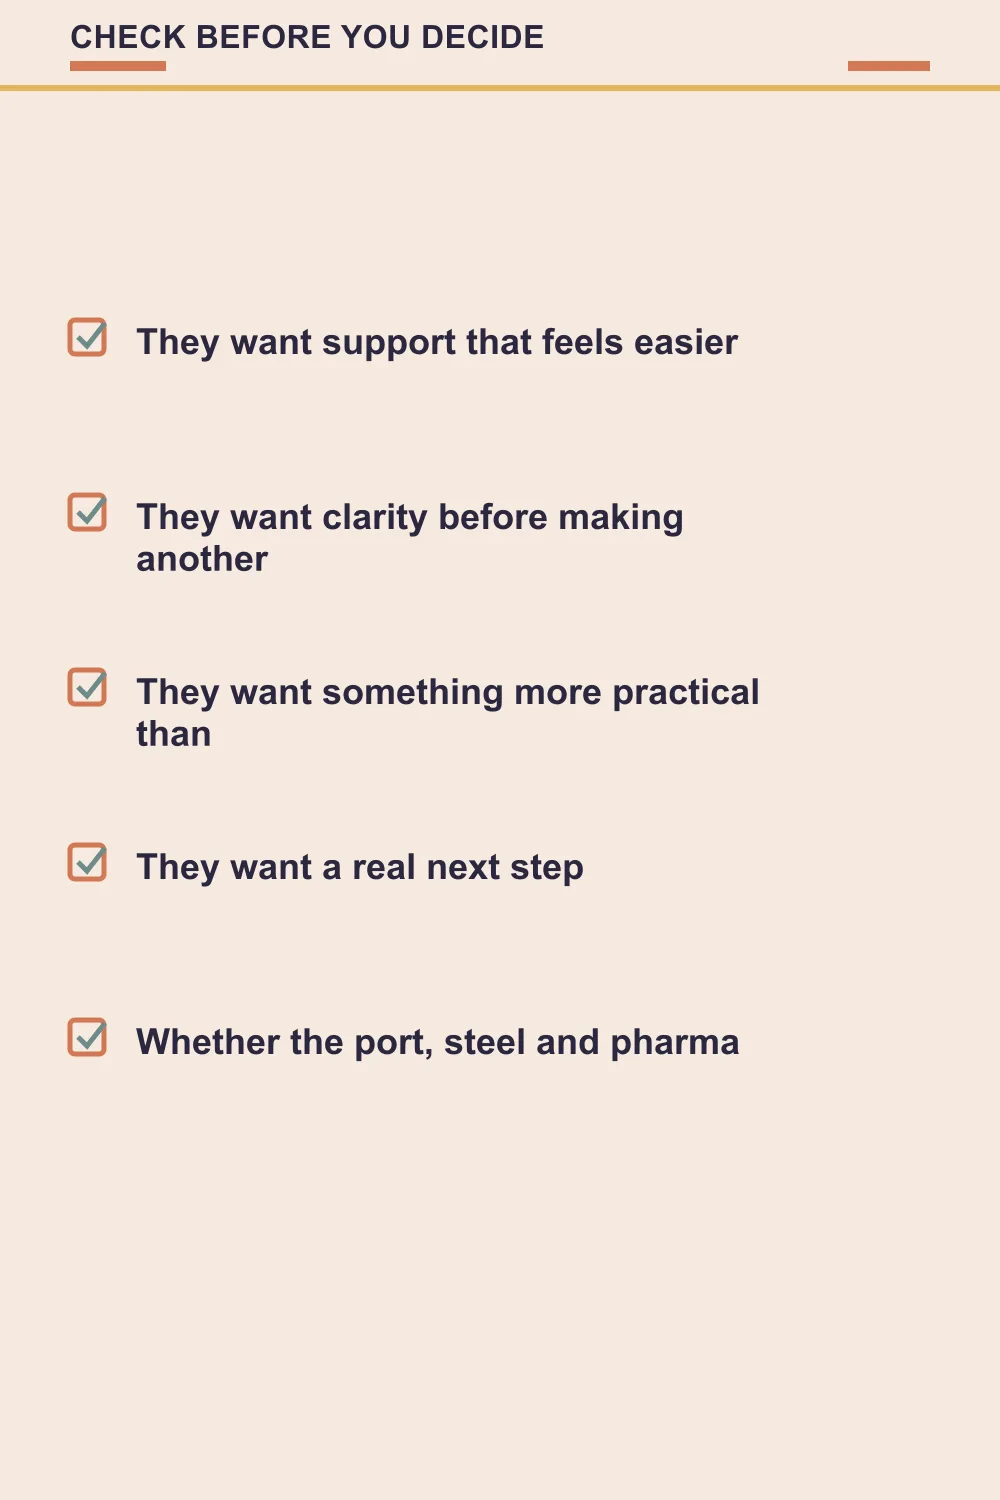 CHECK BEFORE YOU DECIDE
They want support that feels easier
They want clarity before making
another
They want something more practical
than
They want a real next step
Whether the port, steel and pharma